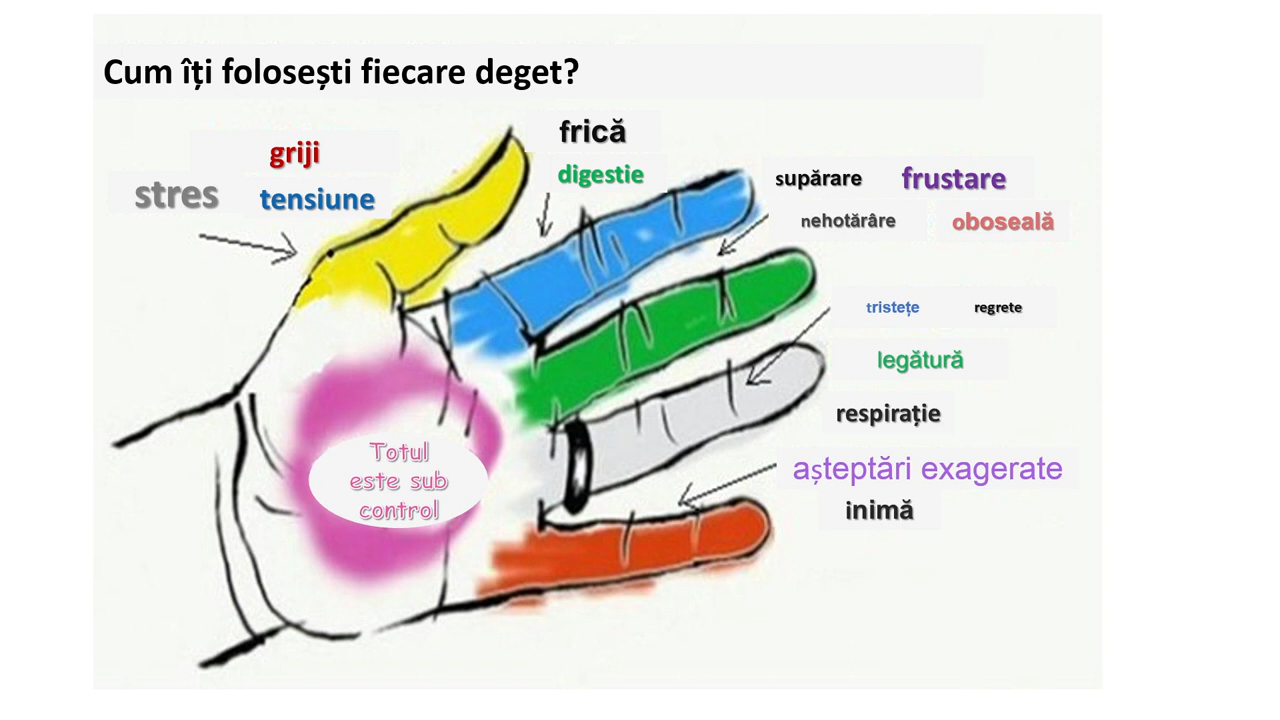 Cum îți folosești fiecare deget?
griji
stres
tensiune
frică
digestie
supărare
frustare
nehotărâre
oboseală
tristețe
regrete
legătură
respirație
așteptări exagerate
inimă
Totul
este sub
control